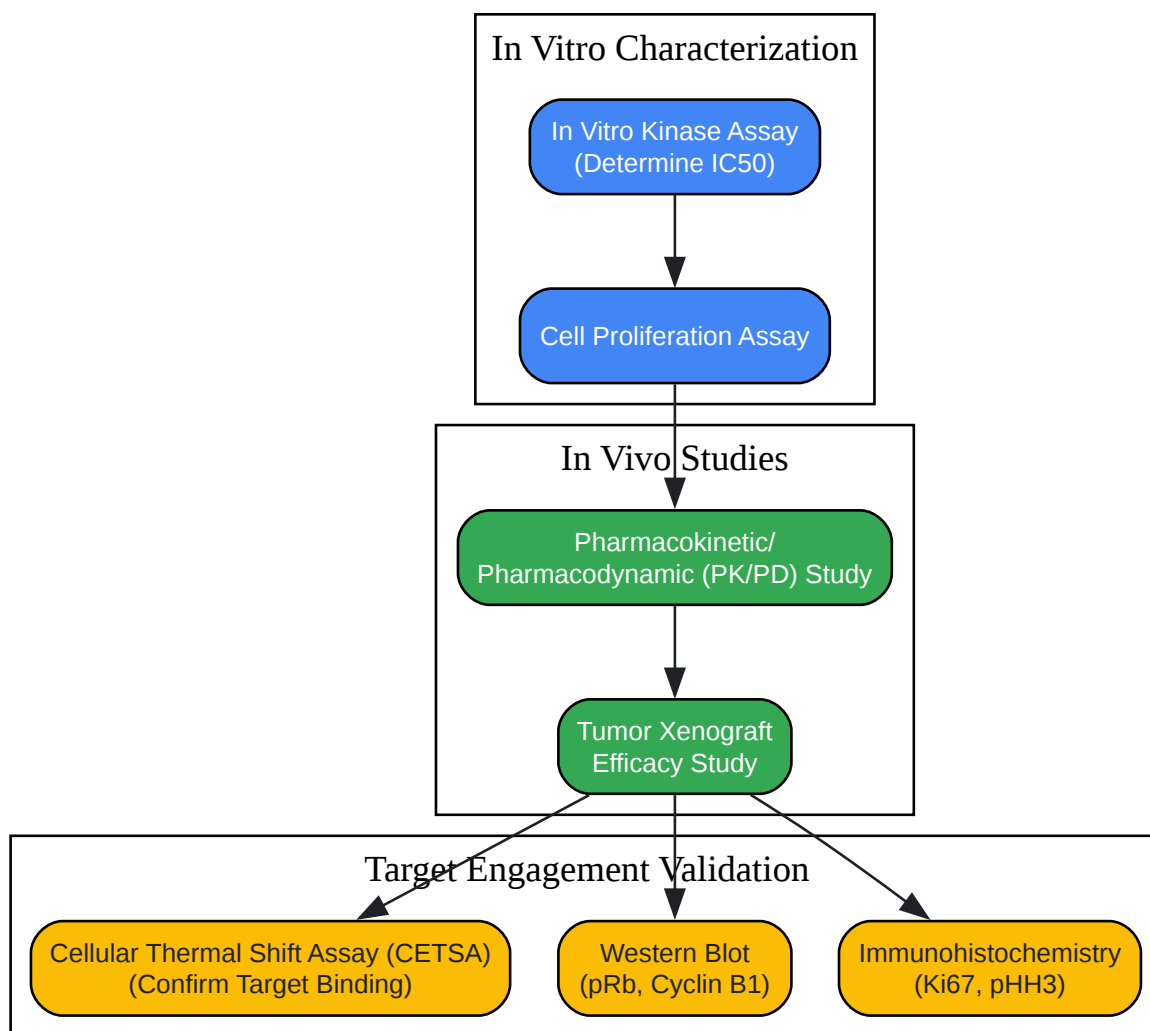 In Vitro Characterization
In Vitro Kinase Assay
(Determine IC50)
Cell Proliferation Assay
In Vivo Studies
Pharmacokinetic/
Pharmacodynamic (PK/PD) Study
Tumor Xenograft
Efficacy Study
Target Engagement Validation
Cellular Thermal Shift Assay (CETSA)
(Confirm Target Binding)
Western Blot
(pRb, Cyclin B1)
Immunohistochemistry
(Ki67, pHH3)